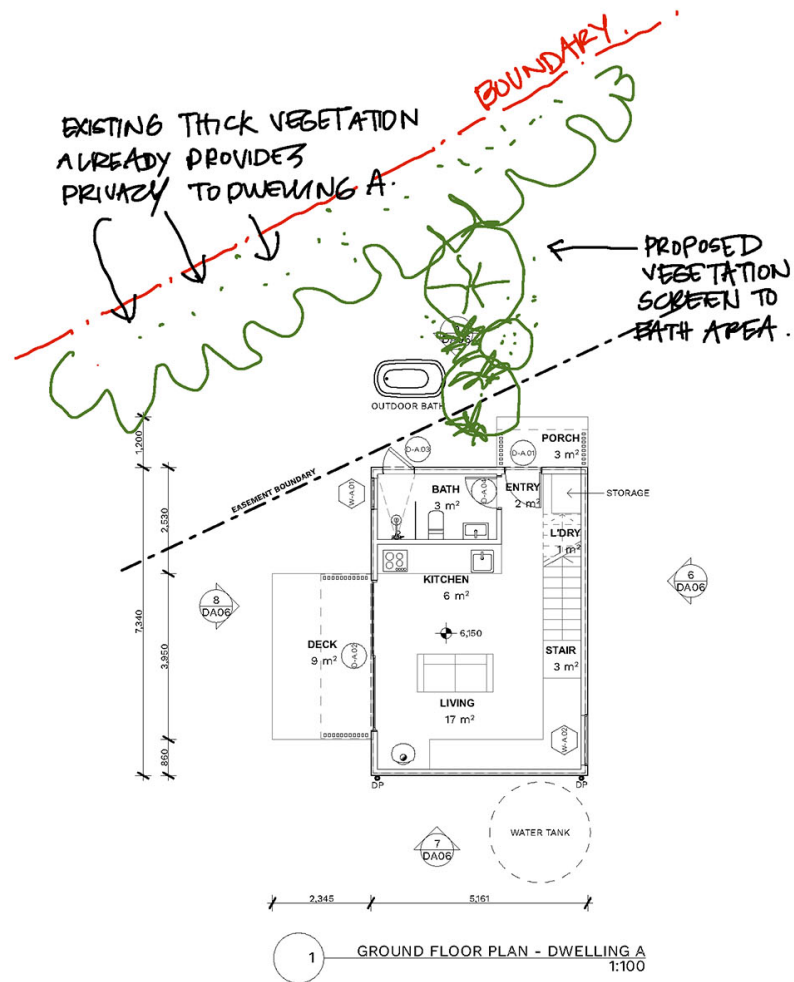 BOUNDARY.
EXISTING THICK VEGETATION
ALREADY PROVIDES
PRIVACY TO DWELLING A.
PROPOSED
VEGETATION
SCREEN TO
BATH AREA.
DA06
OUTDOOR BATH
1,200
D-A.03
D-A.01
PORCH
3 m²
EASEMENT BOUNDARY
W-A.01
BATH
3 m²
D-A.04
ENTRY
2 m²
STORAGE
2,530
L'DRY
1 m²
KITCHEN
6 m²
8
DA06
6
DA06
7,340
6,150
3,950
DECK
9 m²
D-A.02
STAIR
3 m²
LIVING
17 m²
W-A.02
860
DP
DP
WATER TANK
7
DA06
2,345
5,161
1
GROUND FLOOR PLAN - DWELLING A
1:100